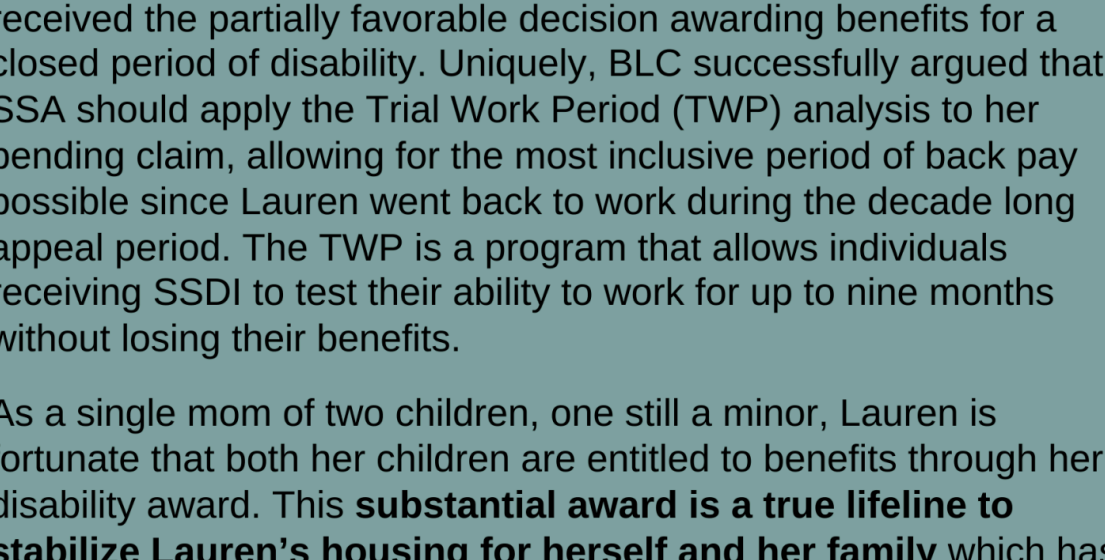 received the partially favorable decision awarding benefits for a
closed period of disability. Uniquely, BLC successfully argued that
SSA should apply the Trial Work Period (TWP) analysis to her
pending claim, allowing for the most inclusive period of back pay
possible since Lauren went back to work during the decade long
appeal period. The TWP is a program that allows individuals
receiving SSDI to test their ability to work for up to nine months
without losing their benefits.
As a single mom of two children, one still a minor, Lauren is
fortunate that both her children are entitled to benefits through her
disability award. This substantial award is a true lifeline to
stabilize Lauren’s housing for herself and her family which has